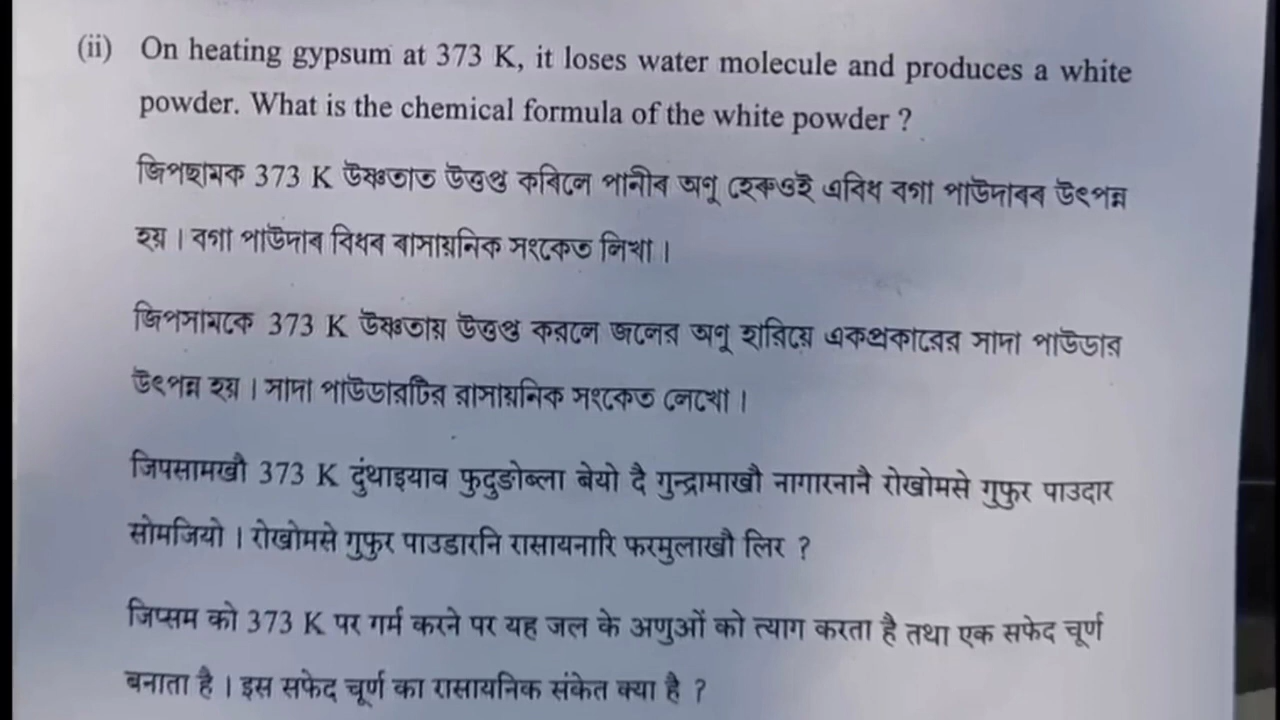 (ii) On heating gypsum at 373 K, it loses water molecule and produces a white
powder. What is the chemical formula of the white powder ?
জিপছামক 373 K উষ্ণতাত উত্তপ্ত কৰিলে পানীৰ অণু হেৰুওই এবিধ বগা পাউদাৰৰ উৎপন্ন
হয় । বগা পাউদাৰ বিধৰ ৰাসায়নিক সংকেত লিখা ।
জিপসামকে 373 K উষ্ণতায় উত্তপ্ত করলে জলের অণু হারিয়ে একপ্রকারের সাদা পাউডার
উৎপন্ন হয় । সাদা পাউডারটির রাসায়নিক সংকেত লেখো ।
जिपसामखौ 373 K दुंथाइयाव फुदुङोब्ला बेयो दै गुन्द्रामाखौ नागारनानै रोखोमसे गुफुर पाउदार
सोमजियो । रोखोमसे गुफुर पाउडारनि रासायनारि फरमुलाखौ लिर ?
जिप्सम को 373 K पर गर्म करने पर यह जल के अणुओं को त्याग करता है तथा एक सफेद चूर्ण
बनाता है । इस सफेद चूर्ण का रासायनिक संकेत क्या है ?